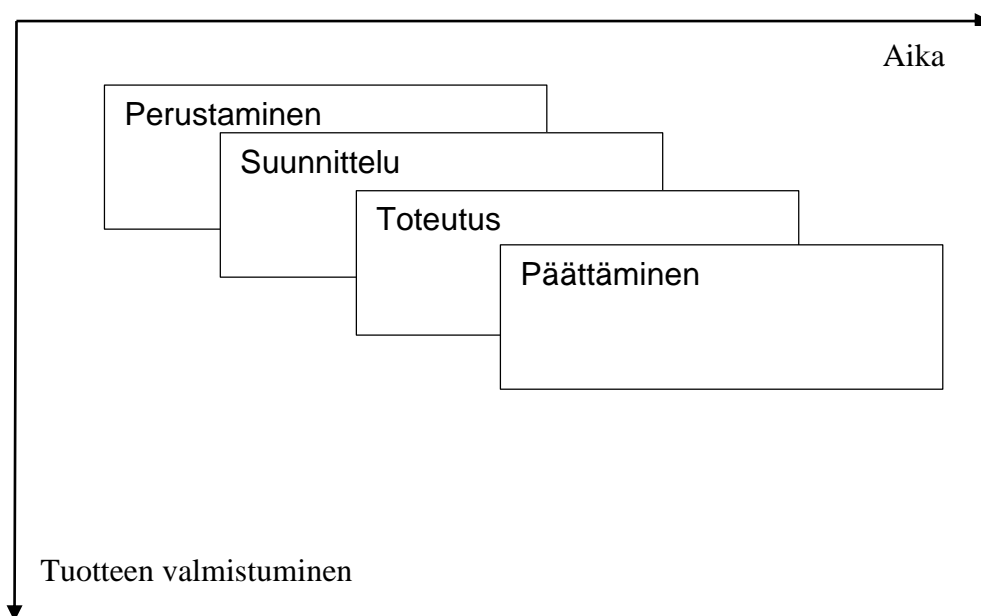 Aika
Perustaminen
Suunnittelu
Toteutus
Päättäminen
Tuotteen valmistuminen